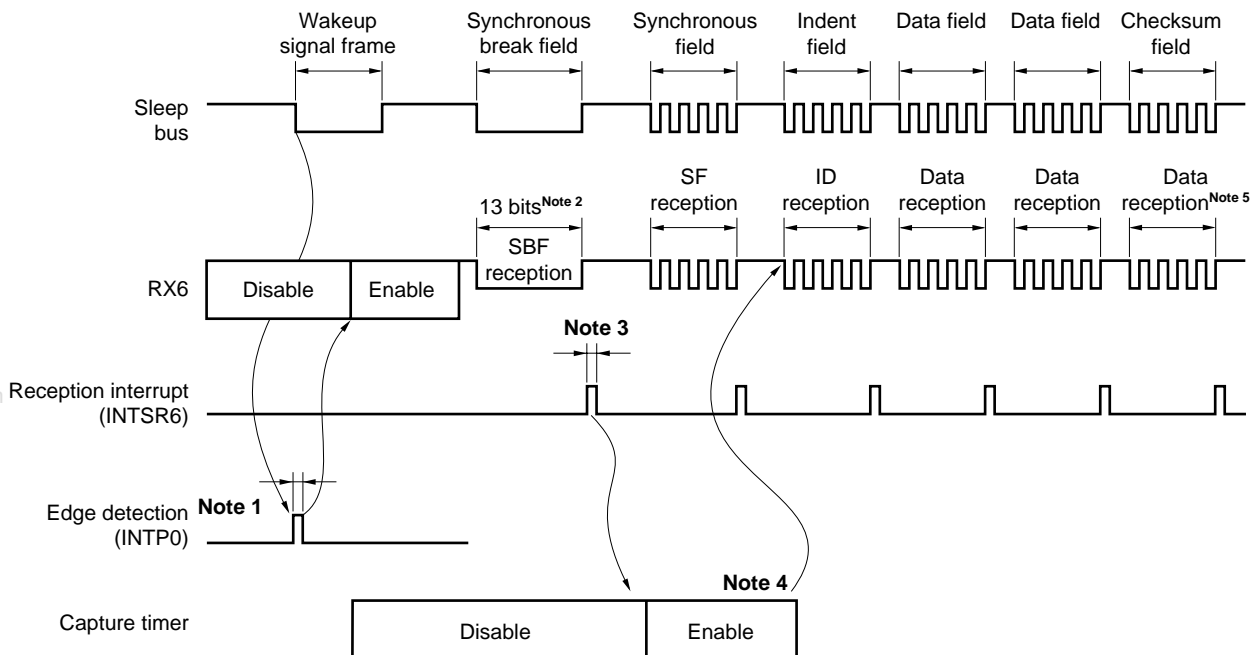 Wakeup
signal frame
Synchronous
break field
Synchronous
field
Indent
field
Data field
Data field
Checksum
field
Sleep
bus
13 bits Note 2
SF
reception
ID
reception
Data
reception
Data
reception
Data
reception Note 5
SBF
reception
RX6
Disable
Enable
Note 3
Reception interrupt
(INTSR6)
Note 1
Edge detection
(INTP0)
Note 4
Capture timer
Disable
Enable